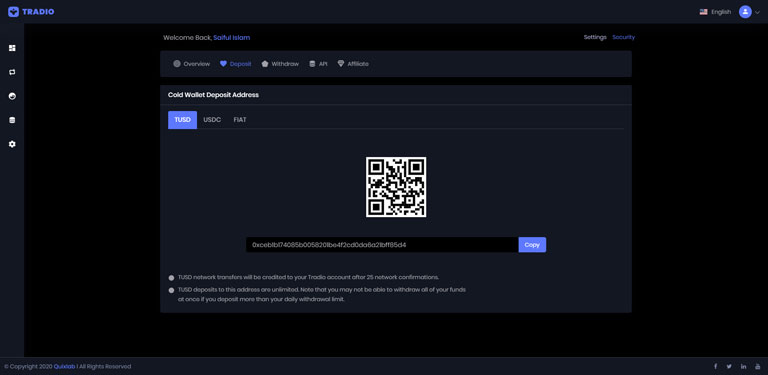 TRADIO
English
Welcome Back, Saiful Islam
Settings Security
Overview Deposit Withdraw API Affiliate
Cold Wallet Deposit Address
TUSD USDC FIAT
0xceb1b174085b0058201be4f2cd0da6a21bff85d4 Copy
TUSD network transfers will be credited to your Tradio account after 25 network confirmations.
TUSD deposits to this address are unlimited. Note that you may not be able to withdraw all of your funds
at once if you deposit more than your daily withdrawal limit.
© Copyright 2020 Quixlab I All Rights Reserved